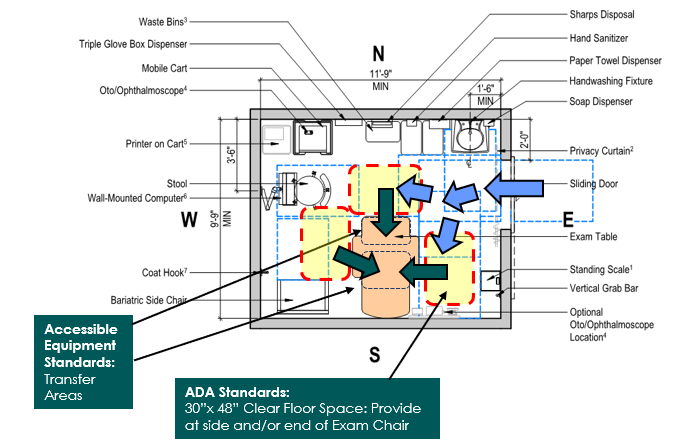 Waste Bins³
Triple Glove Box Dispenser
Mobile Cart
Oto/Ophthalmoscope⁴
Printer on Cart⁵
Stool
Wall-Mounted Computer⁶
Coat Hook⁷
Bariatric Side Chair
N
11'-9"
MIN
1'-6"
MIN
2'-0"
3'-6"
9'-9"
MIN
W
E
S
Sharps Disposal
Hand Sanitizer
Paper Towel Dispenser
Handwashing Fixture
Soap Dispenser
Privacy Curtain²
Sliding Door
Exam Table
Standing Scale¹
Vertical Grab Bar
Optional
Oto/Ophthalmoscope
Location⁴
Accessible
Equipment
Standards:
Transfer
Areas
ADA Standards:
30”x 48” Clear Floor Space: Provide
at side and/or end of Exam Chair